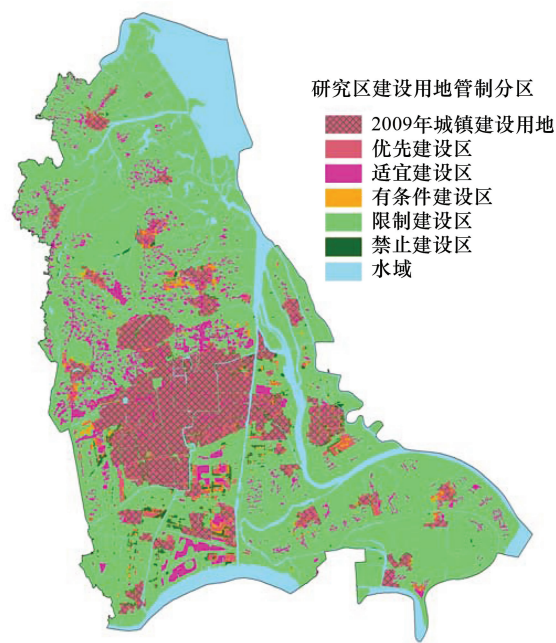 研究区建设用地管制分区
2009年城镇建设用地
优先建设区
适宜建设区
有条件建设区
限制建设区
禁止建设区
水域